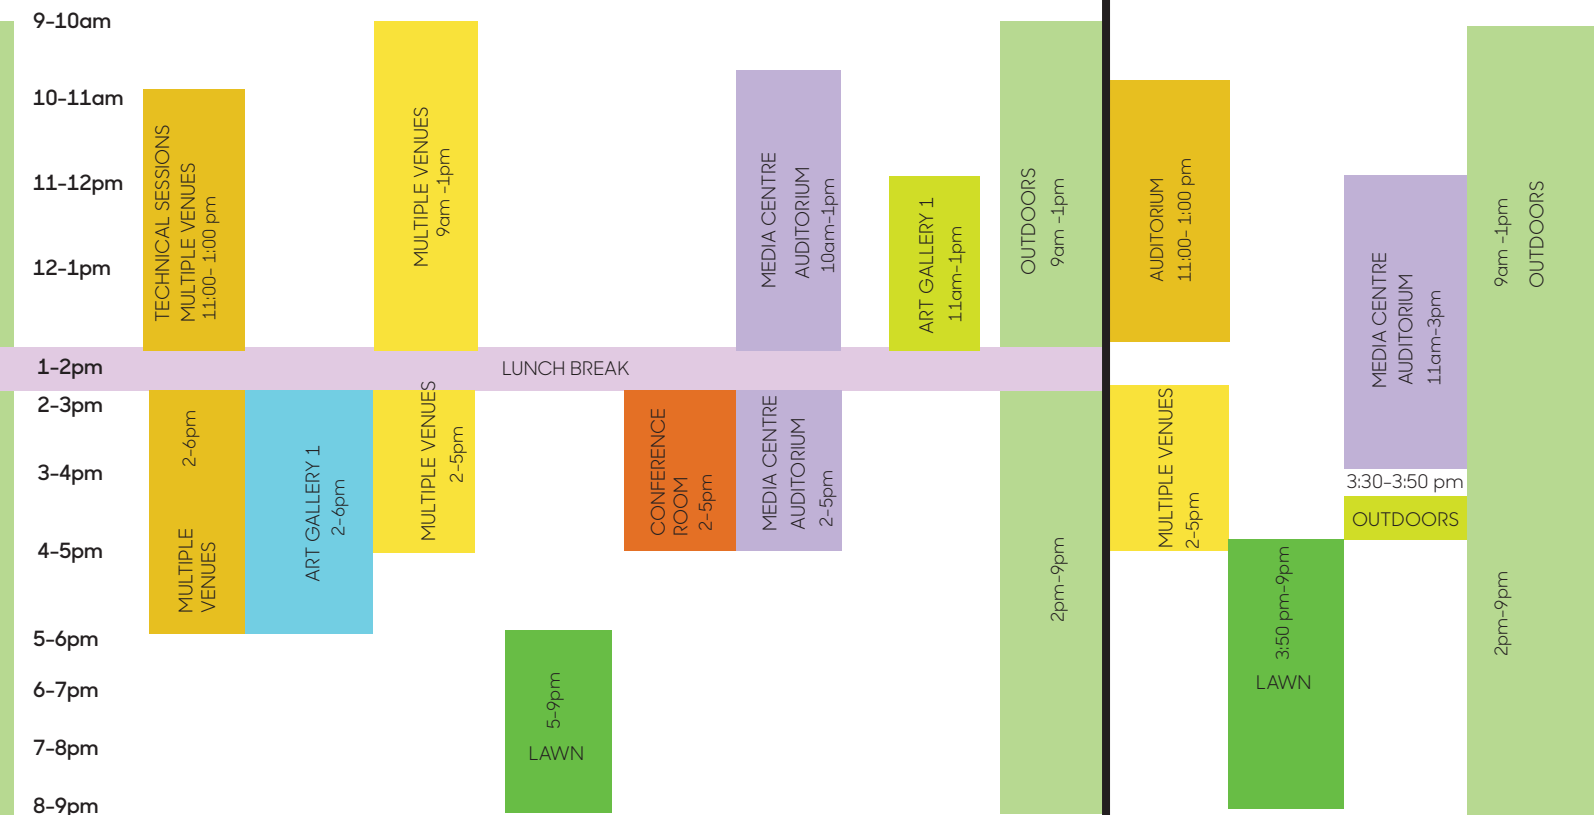 9-10am
10-11am
11-12pm
12-1pm
1-2pm
2-3pm
3-4pm
4-5pm
5-6pm
6-7pm
7-8pm
8-9pm
TECHNICAL SESSIONS
MULTIPLE VENUES
11:00- 1:00 pm
MULTIPLE VENUES
9am -1pm
MEDIA CENTRE
AUDITORIUM
10am-1pm
ART GALLERY 1
11am-1pm
OUTDOORS
9am -1pm
LUNCH BREAK
2-6pm
MULTIPLE
VENUES
ART GALLERY 1
2-6pm
MULTIPLE VENUES
2-5pm
CONFERENCE
ROOM
2-5pm
MEDIA CENTRE
AUDITORIUM
2-5pm
5-9pm
LAWN
2pm-9pm
AUDITORIUM
11:00- 1:00 pm
MEDIA CENTRE
AUDITORIUM
11am-3pm
9am -1pm
OUTDOORS
MULTIPLE VENUES
2-5pm
3:30-3:50 pm
OUTDOORS
3:50 pm-9pm
LAWN
2pm-9pm